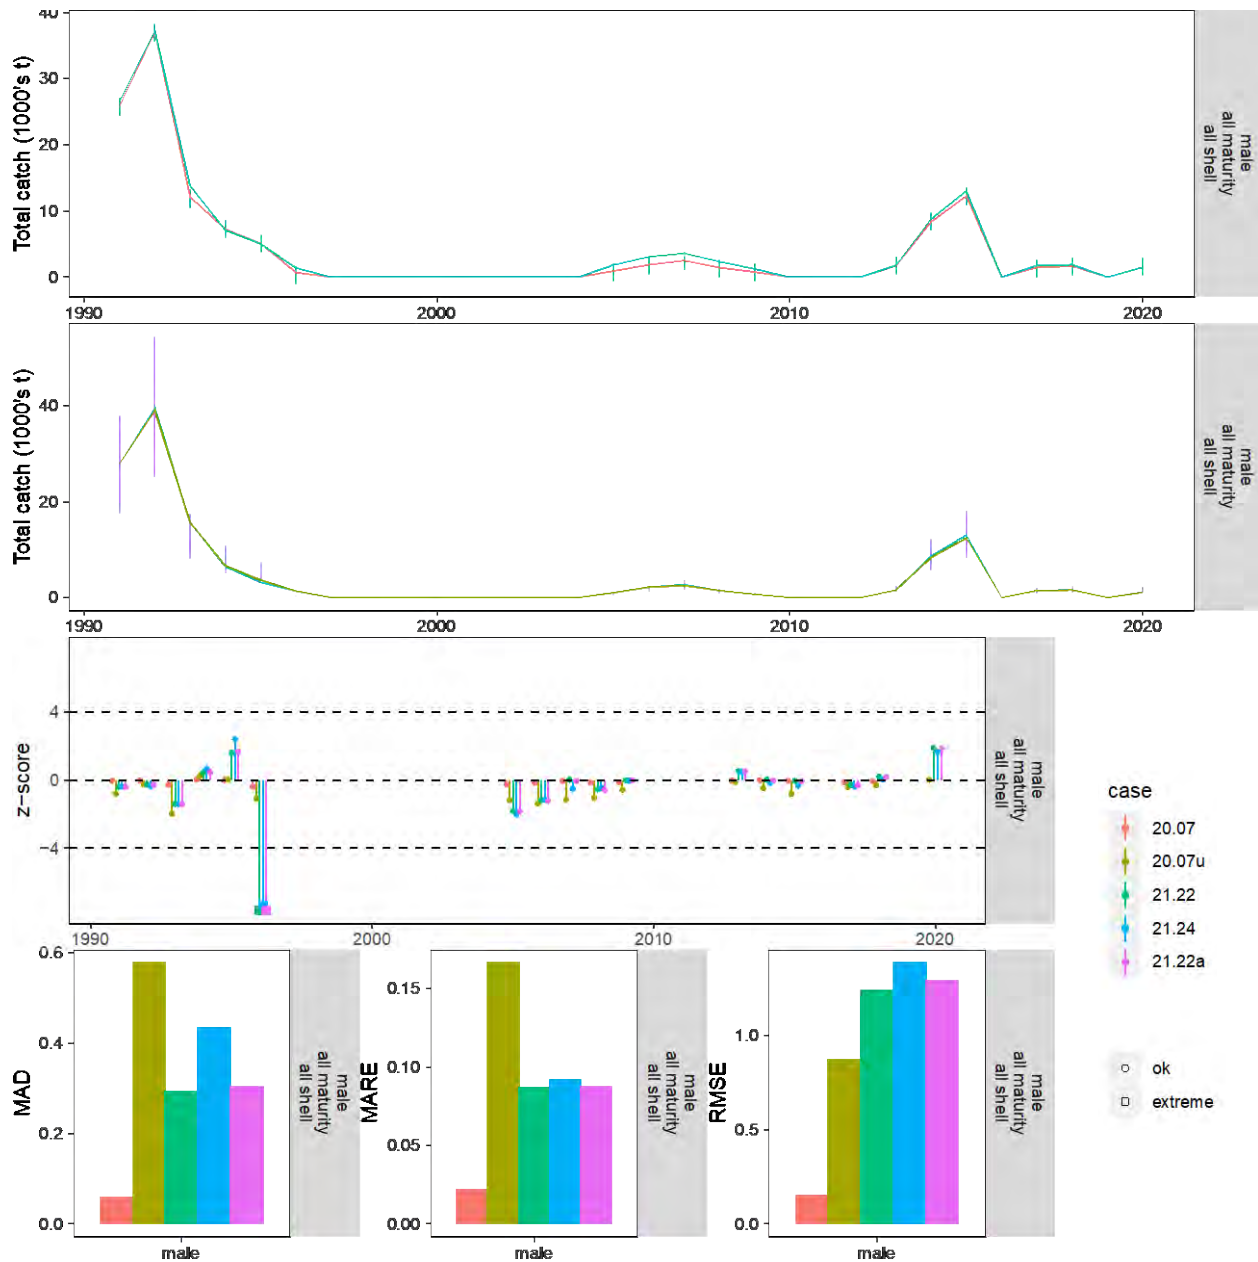 Total catch (1000's t)
40
30
20
10
0
1990
2000
2010
2020
male
all maturity
all shell
Total catch (1000's t)
40
20
0
1990
2000
2010
2020
male
all maturity
all shell
z-score
4
0
-4
1990
2000
2010
2020
male
all maturity
all shell
case
20.07
20.07u
21.22
21.24
21.22a
ok
extreme
MAD
0.6
0.4
0.2
0.0
male
male
all maturity
all shell
MARE
0.15
0.10
0.05
0.00
male
male
all maturity
all shell
RMSE
1.0
0.5
0.0
male
male
all maturity
all shell